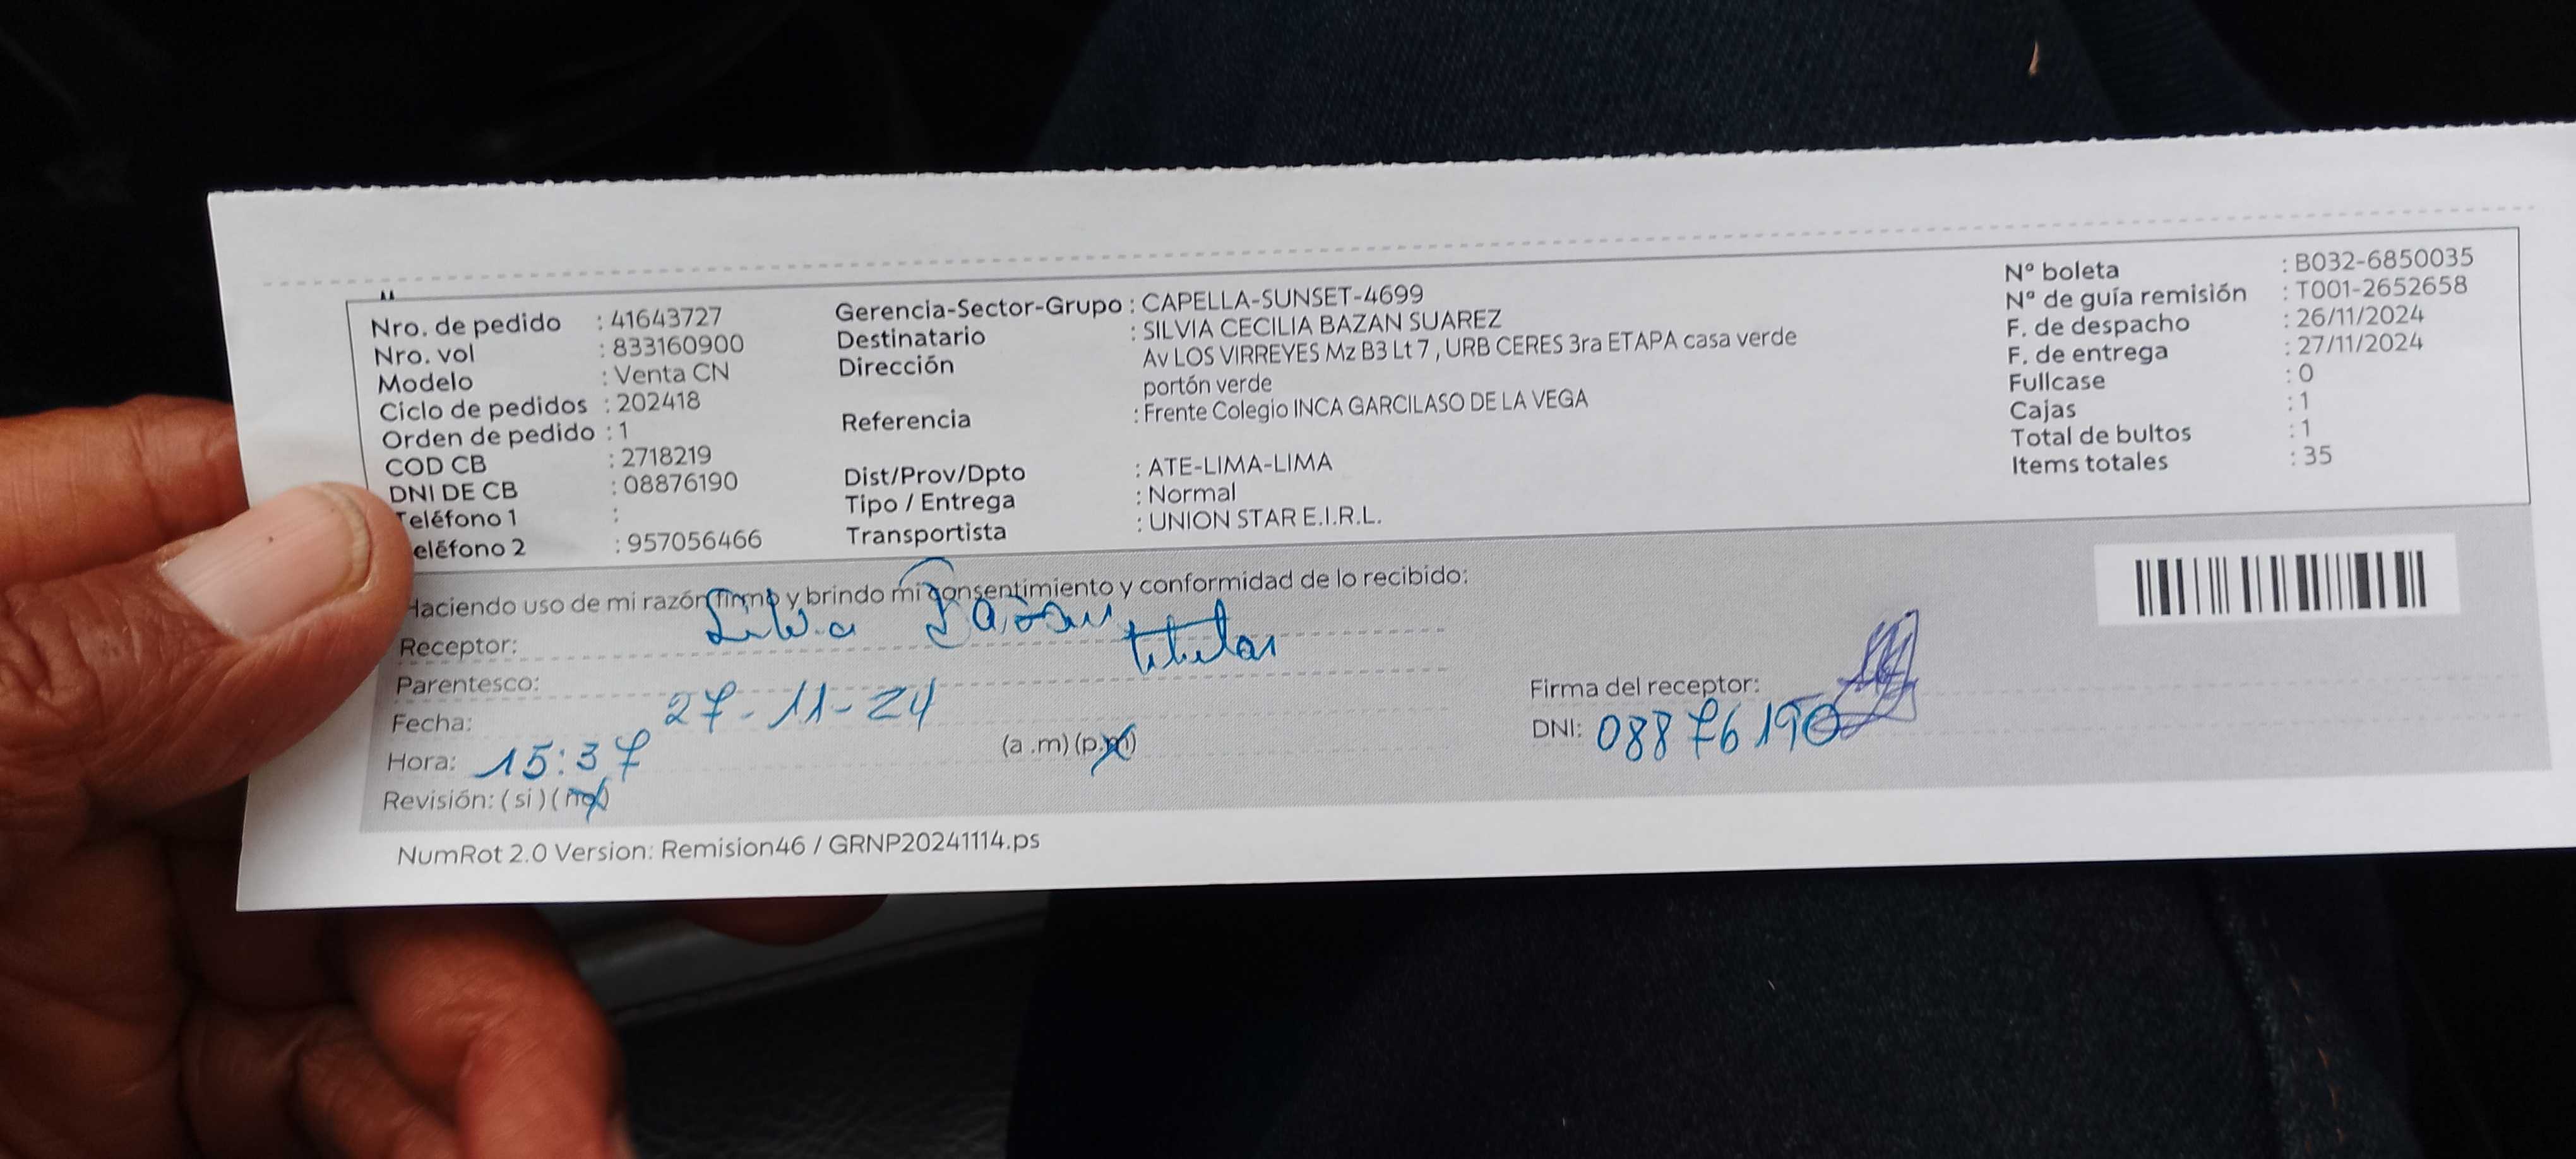 Nro. de pedido : 41643727
Nro. vol : 833160900
Modelo : Venta CN
Ciclo de pedidos : 202418
Orden de pedido : 1
COD CB : 2718219
DNI DE CB : 08876190
Teléfono 1 :
eléfono 2 : 957056466
Gerencia-Sector-Grupo : CAPELLA-SUNSET-4699
Destinatario : SILVIA CECILIA BAZAN SUAREZ
Dirección Av LOS VIRREYES Mz B3 Lt 7 , URB CERES 3ra ETAPA casa verde
portón verde
Referencia : Frente Colegio INCA GARCILASO DE LA VEGA
Dist/Prov/Dpto : ATE-LIMA-LIMA
Tipo / Entrega : Normal
Transportista : UNION STAR E.I.R.L.
N° boleta : B032-6850035
N° de guía remisión : T001-2652658
F. de despacho : 26/11/2024
F. de entrega : 27/11/2024
Fullcase : 0
Cajas : 1
Total de bultos : 1
Items totales : 35
Haciendo uso de mi razón firmo y brindo mi consentimiento y conformidad de lo recibido:
Receptor: Silvia Bazan
Parentesco: titular
Fecha: 27-11-24
Hora: 15:37 (a .m) (p.m)
Revisión: ( si ) ( no )
Firma del receptor:
DNI: 08876190
NumRot 2.0 Version: Remision46 / GRNP20241114.ps